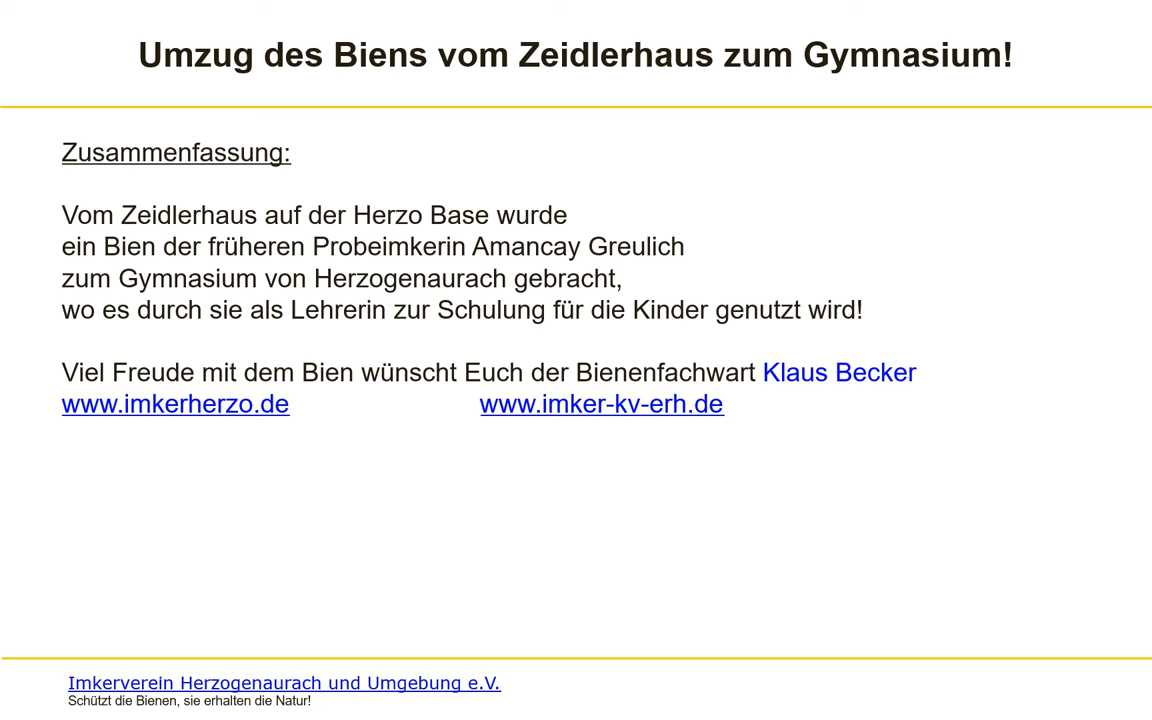 Umzug des Biens vom Zeidlerhaus zum Gymnasium!
Zusammenfassung:
Vom Zeidlerhaus auf der Herzo Base wurde
ein Bien der früheren Probeimkerin Amancay Greulich
zum Gymnasium von Herzogenaurach gebracht,
wo es durch sie als Lehrerin zur Schulung für die Kinder genutzt wird!
Viel Freude mit dem Bien wünscht Euch der Bienenfachwart Klaus Becker
www.imkerherzo.de www.imker-kv-erh.de
Imkerverein Herzogenaurach und Umgebung e.V.
Schützt die Bienen, sie erhalten die Natur!